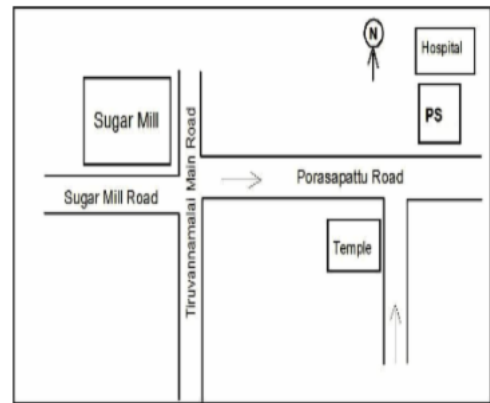 N
Hospital
PS
Sugar Mill
Tiruvannamalai Main Road
Porasapattu Road
Sugar Mill Road
Temple